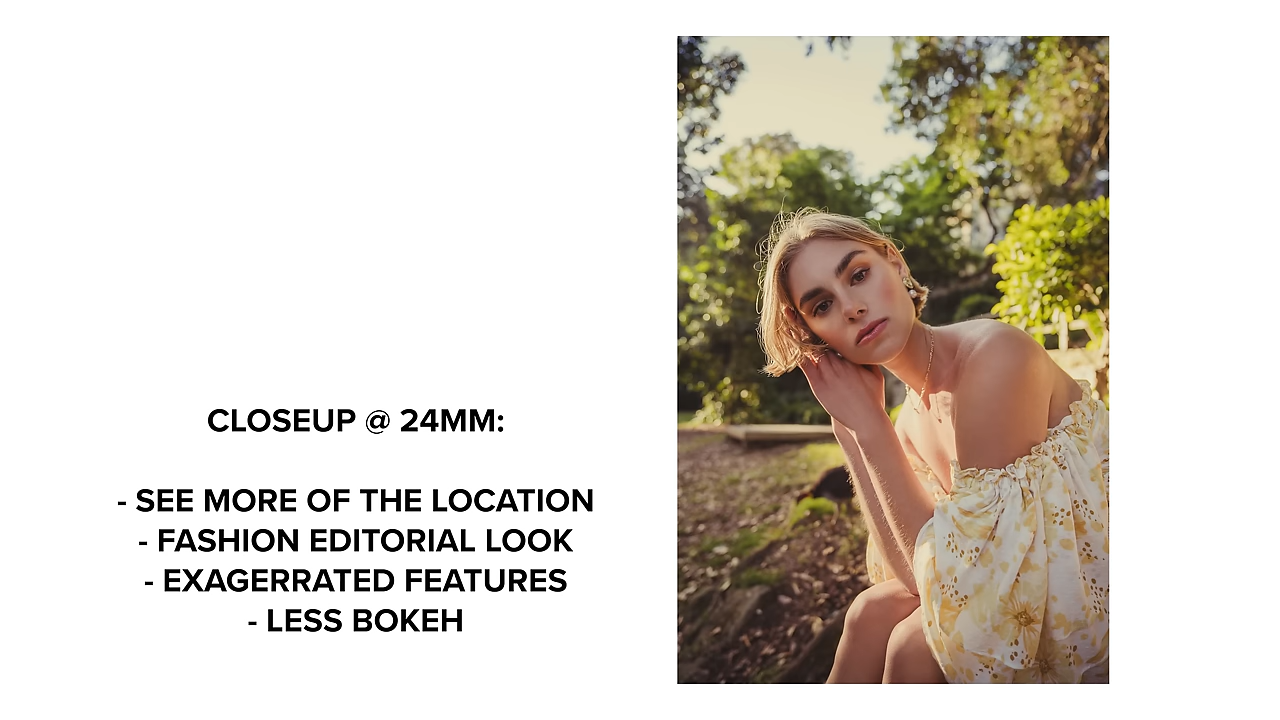 CLOSEUP @ 24MM:
- SEE MORE OF THE LOCATION
- FASHION EDITORIAL LOOK
- EXAGERRATED FEATURES
- LESS BOKEH